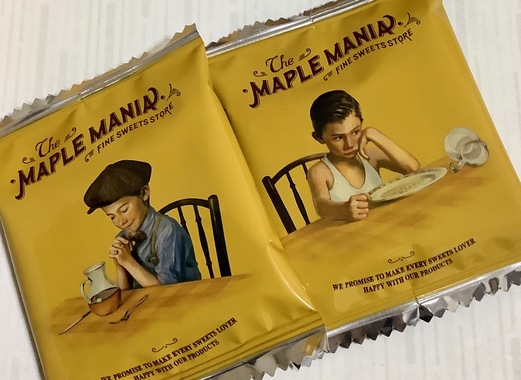 The
MAPLE MANIA
FINE SWEETS STORE
WE PROMISE TO MAKE EVERY SWEETS LOVER
HAPPY WITH OUR PRODUCTS
The
MAPLE MANIA
FINE SWEETS STORE
WE PROMISE TO MAKE EVERY SWEETS LOVER
HAPPY WITH OUR PRODUCTS